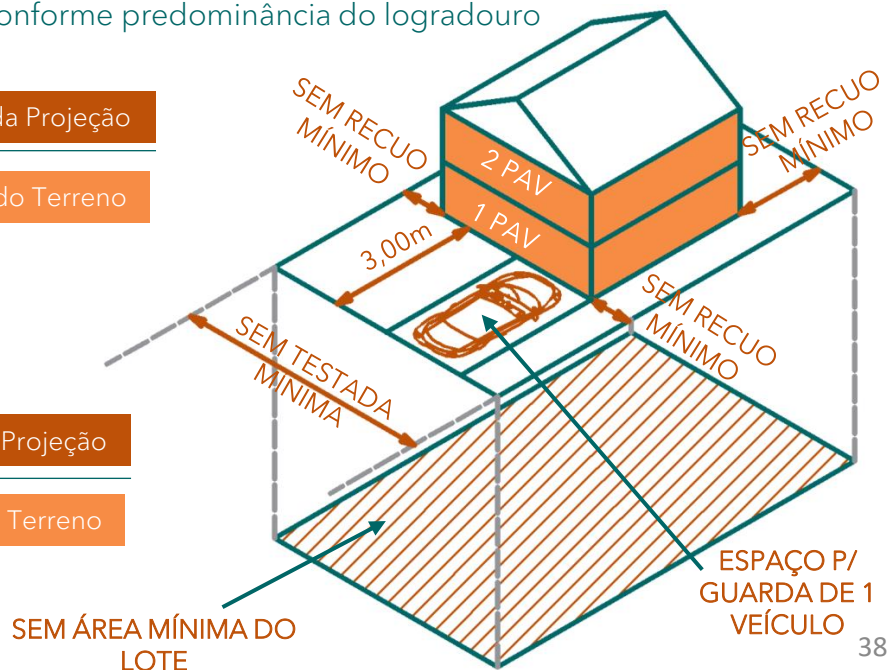 onforme predominância do logradouro
da Projeção
do Terreno
SEM RECUO
MÍNIMO
SEM RECUO
MÍNIMO
2 PAV
1 PAV
3,00m
SEM RECUO
MÍNIMO
SEM TESTADA
MINIMA
Projeção
Terreno
ESPAÇO P/
GUARDA DE 1
VEÍCULO
SEM ÁREA MÍNIMA DO
LOTE
38